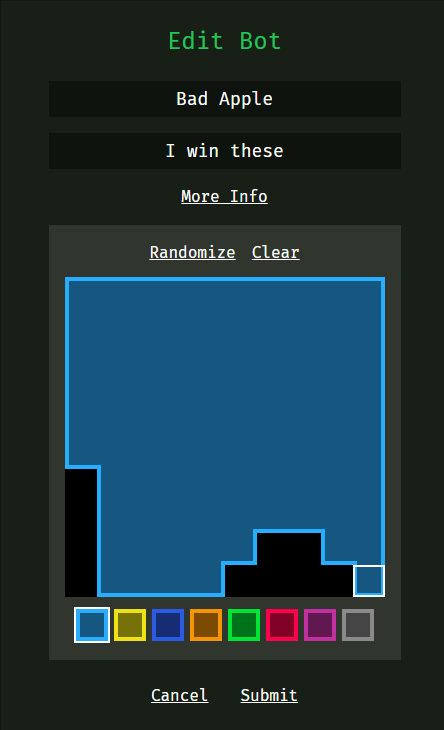 Edit Bot
Bad Apple
I win these
More Info
Randomize Clear
Cancel Submit